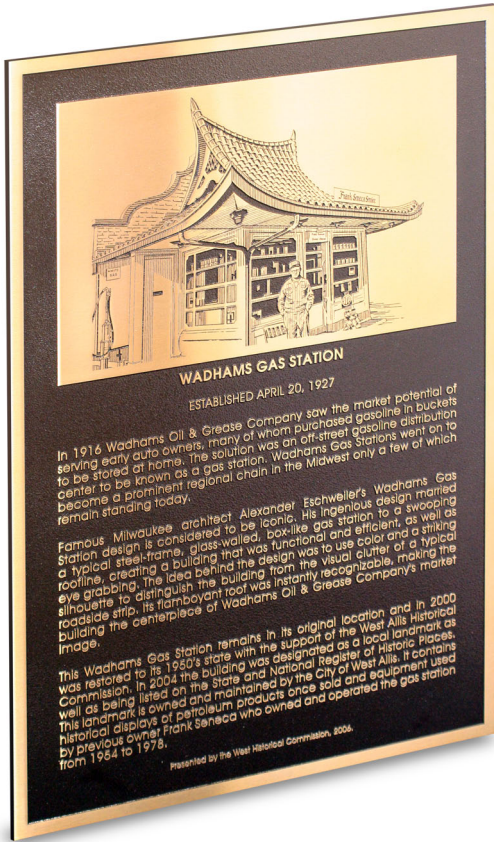 Frank Seneca Service
WADHAMS GAS STATION
ESTABLISHED APRIL 20, 1927
In 1916 Wadhams Oil & Grease Company saw the market potential of
serving early auto owners, many of whom purchased gasoline in buckets
to be stored at home. The solution was an off-street gasoline distribution
center to be known as a gas station. Wadhams Gas Stations went on to
become a prominent regional chain in the Midwest only a few of which
remain standing today.
Famous Milwaukee architect Alexander Eschweiler's Wadhams Gas
Station design is considered to be iconic. His ingenious design married
a typical steel-frame, glass-walled, box-like gas station to a swooping
roofline, creating a building that was functional and efficient, as well as
eye grabbing. The idea behind the design was to use color and a striking
silhouette to distinguish the building from the visual clutter of a typical
roadside strip. Its flamboyant roof was instantly recognizable, making the
building the centerpiece of Wadhams Oil & Grease Company's market
image.
This Wadhams Gas Station remains in its original location and in 2000
was restored to its 1950's state with the support of the West Allis Historical
Commission. In 2004 the building was designated as a local landmark as
well as being listed on the State and National Register of Historic Places.
This landmark is owned and maintained by the City of West Allis. It contains
historical displays of petroleum products once sold and equipment used
by previous owner Frank Seneca who owned and operated the gas station
from 1954 to 1978.
Presented by the West Historical Commission, 2006.